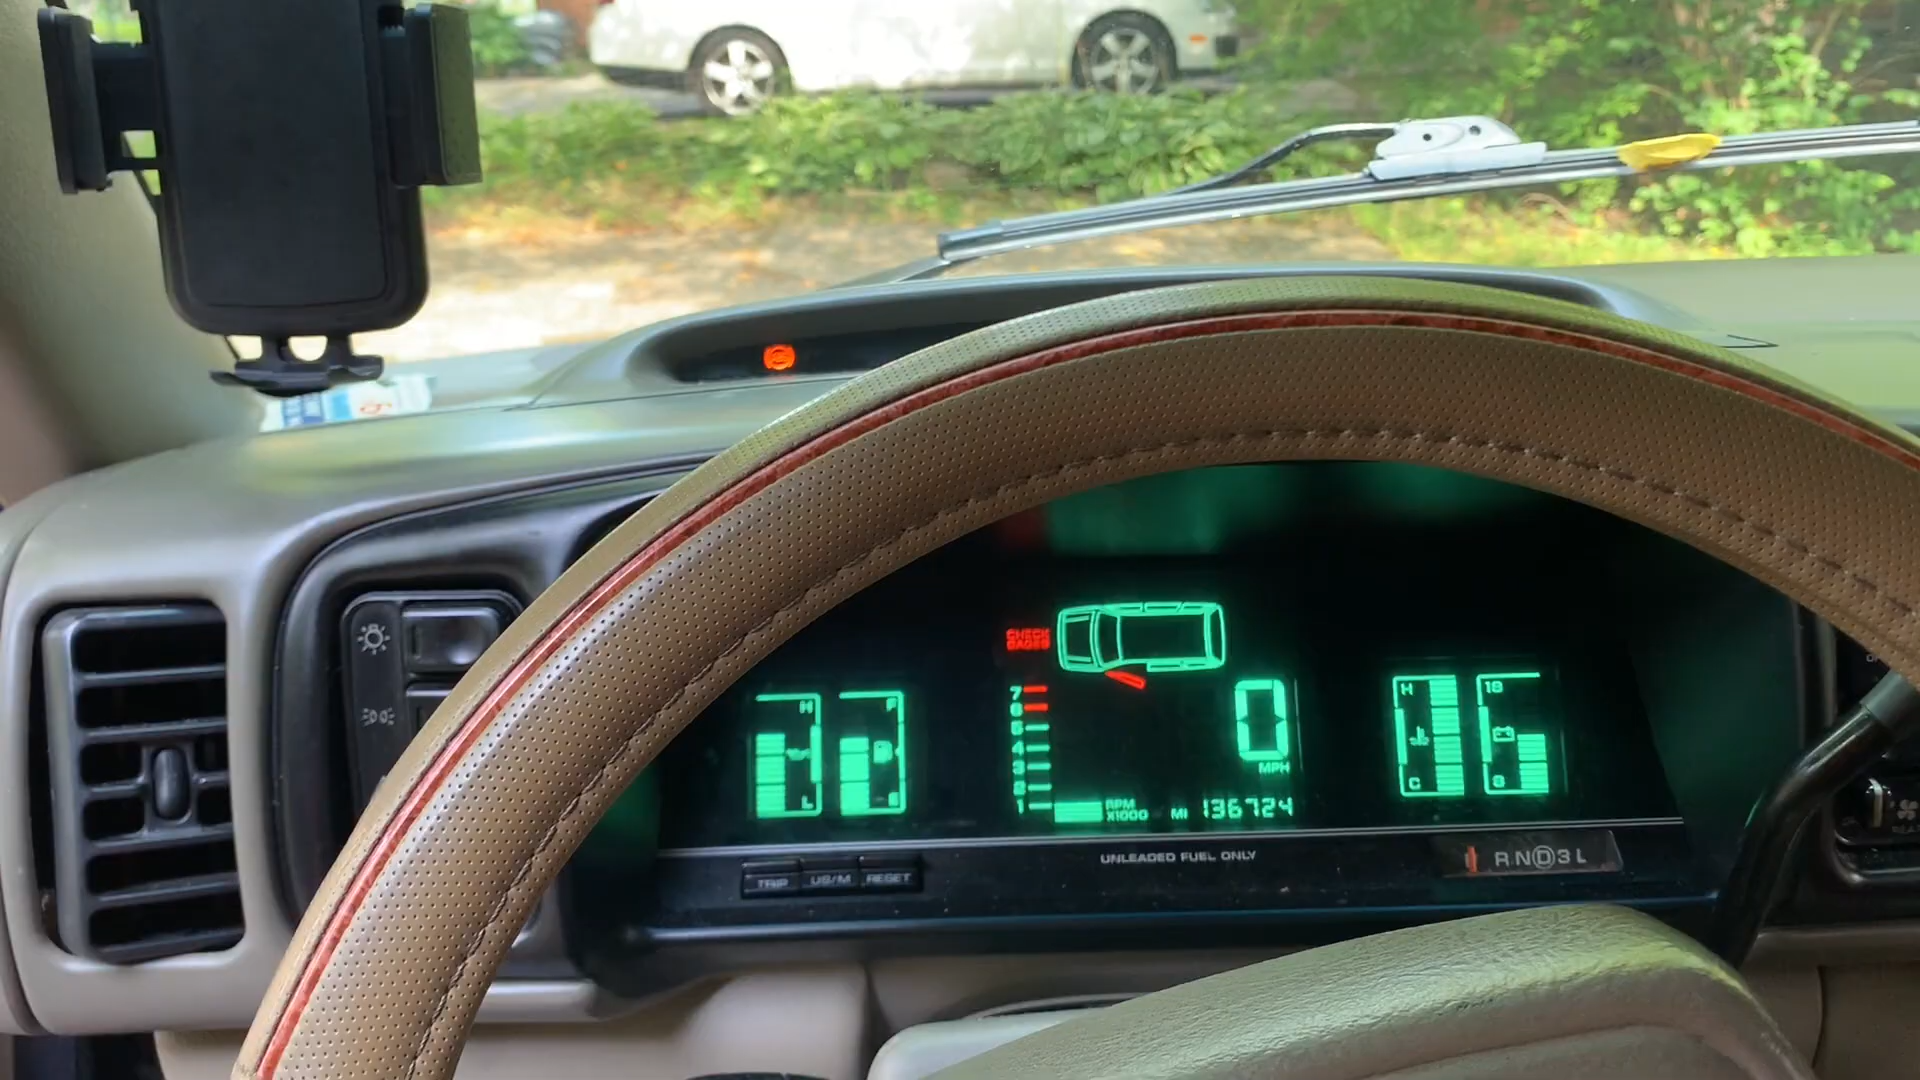 CHECK
GAGES
7
6
5
4
3
2
1
H
L
F
E
0
MPH
RPM
X1000
MI 136724
H
C
18
8
UNLEADED FUEL ONLY
TRIP
US/M
RESET
R N D 3 L